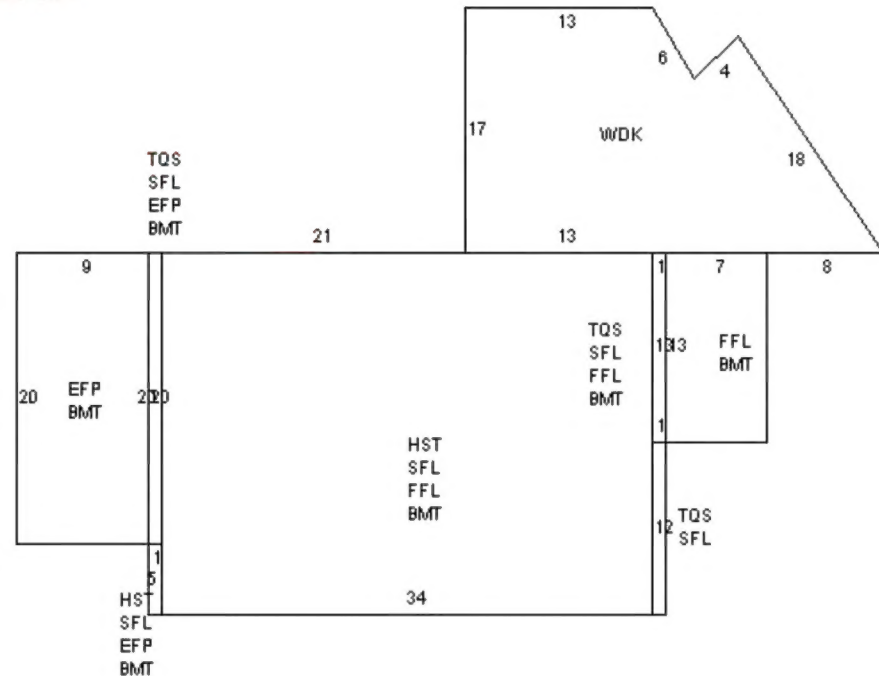 13
6
4
17
WDK
18
TQS
SFL
EFP
BMT
21
13
9
1
7
8
TQS
SFL
FFL
BMT
13
13
FFL
BMT
20
EFP
BMT
20
20
HST
SFL
FFL
BMT
1
12
TQS
SFL
1
5
HST
SFL
EFP
BMT
34